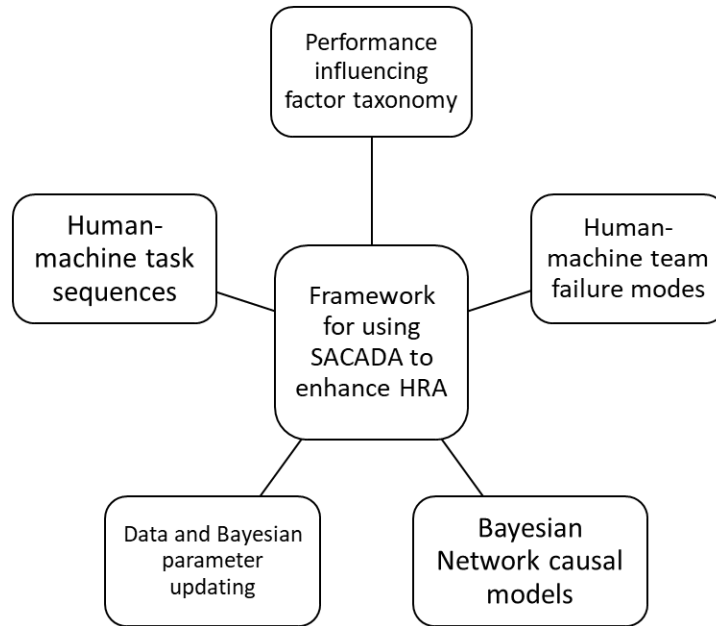 Performance
influencing
factor taxonomy
Human-
machine task
sequences
Human-
machine team
failure modes
Framework
for using
SACADA to
enhance HRA
Data and Bayesian
parameter
updating
Bayesian
Network causal
models